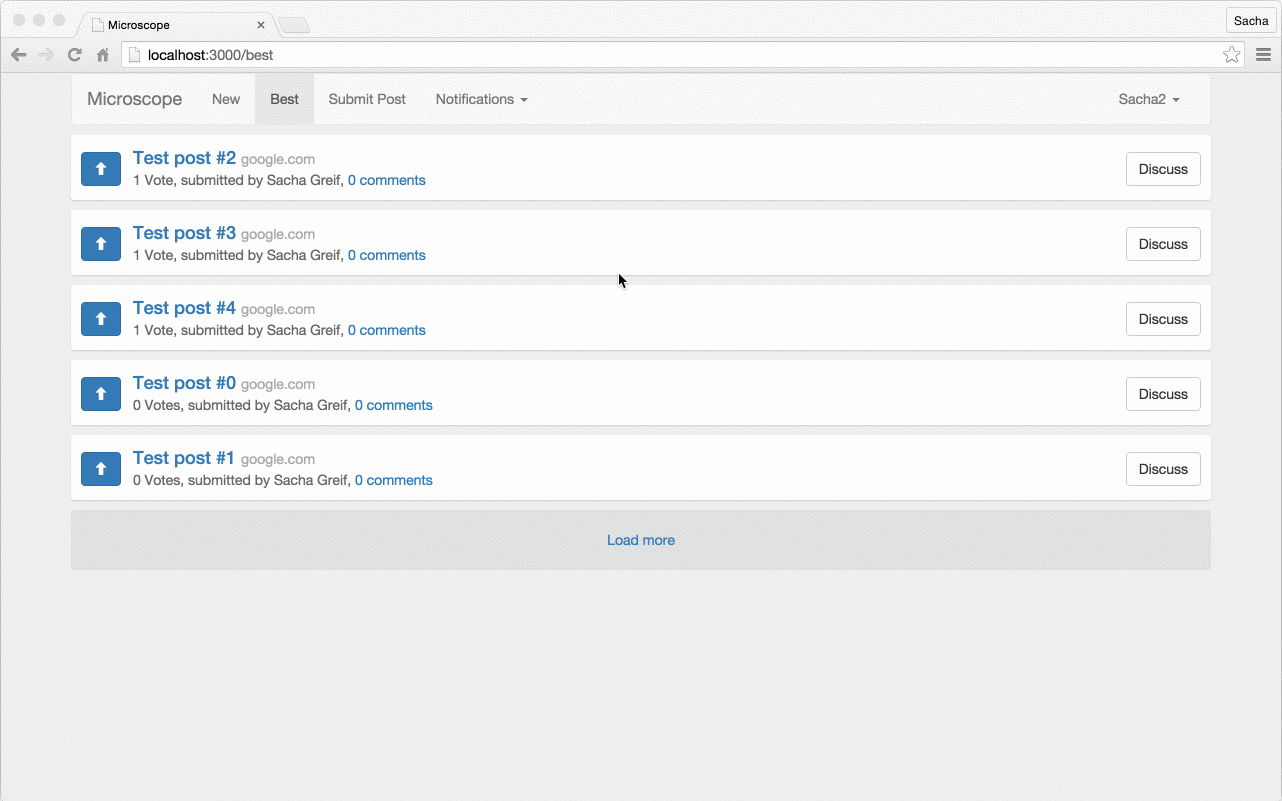 Microscope
Sacha
localhost:3000/best
Microscope New Best Submit Post Notifications Sacha2
Test post #2 google.com
1 Vote, submitted by Sacha Greif, 0 comments
Discuss
Test post #3 google.com
1 Vote, submitted by Sacha Greif, 0 comments
Discuss
Test post #4 google.com
1 Vote, submitted by Sacha Greif, 0 comments
Discuss
Test post #0 google.com
0 Votes, submitted by Sacha Greif, 0 comments
Discuss
Test post #1 google.com
0 Votes, submitted by Sacha Greif, 0 comments
Discuss
Load more